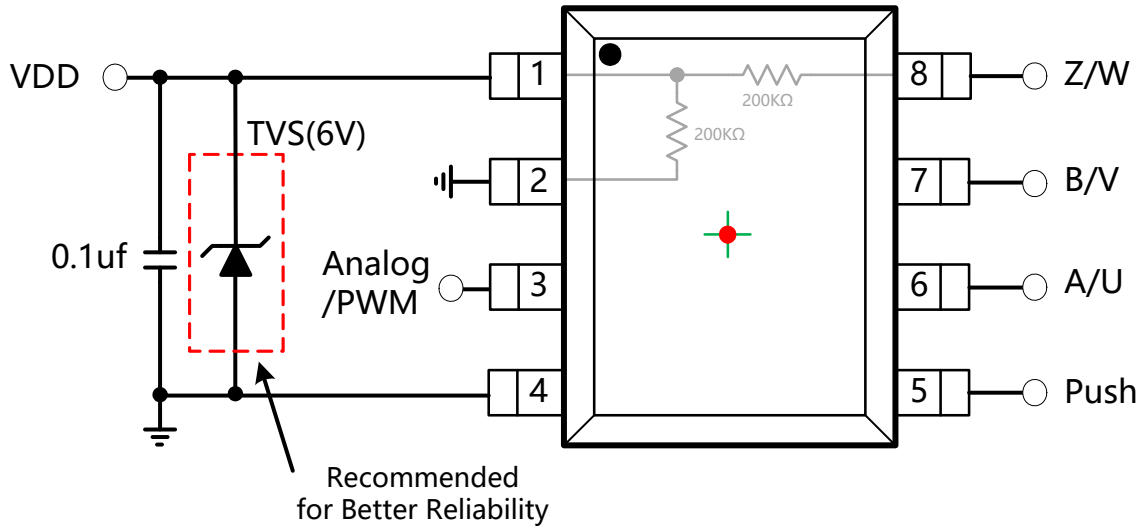 VDD
TVS(6V)
0.1uf
Analog
/PWM
Recommended
for Better Reliability
1
2
3
4
200KΩ
200KΩ
8
7
6
5
Z/W
B/V
A/U
Push